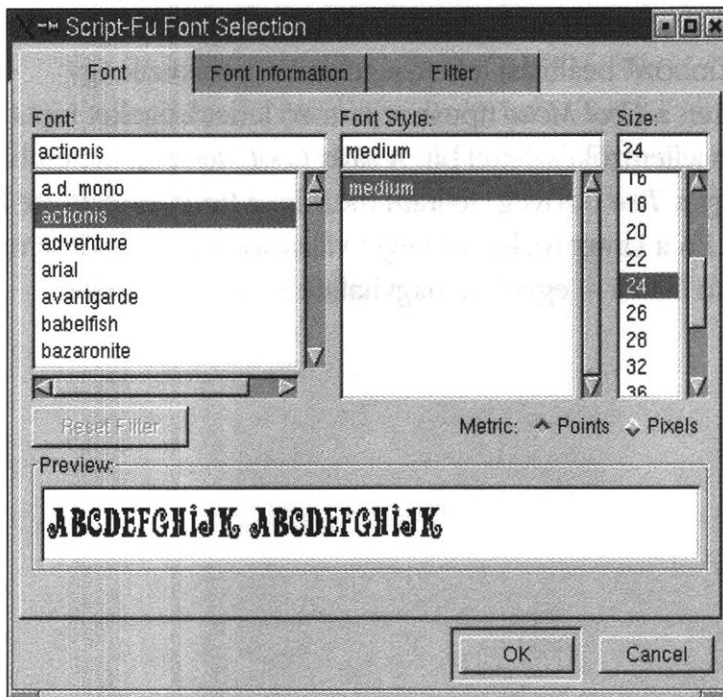 Script-Fu Font Selection
Font Font Information Filter
Font: Font Style: Size:
actionis medium 24
a.d. mono medium 16
actionis 18
adventure 20
arial 22
avantgarde 24
babelfish 26
bazaronite 28
32
36
Reset Filter Metric: Points Pixels
Preview:
ABCDEFGHIJK ABCDEFGHIJK
OK Cancel